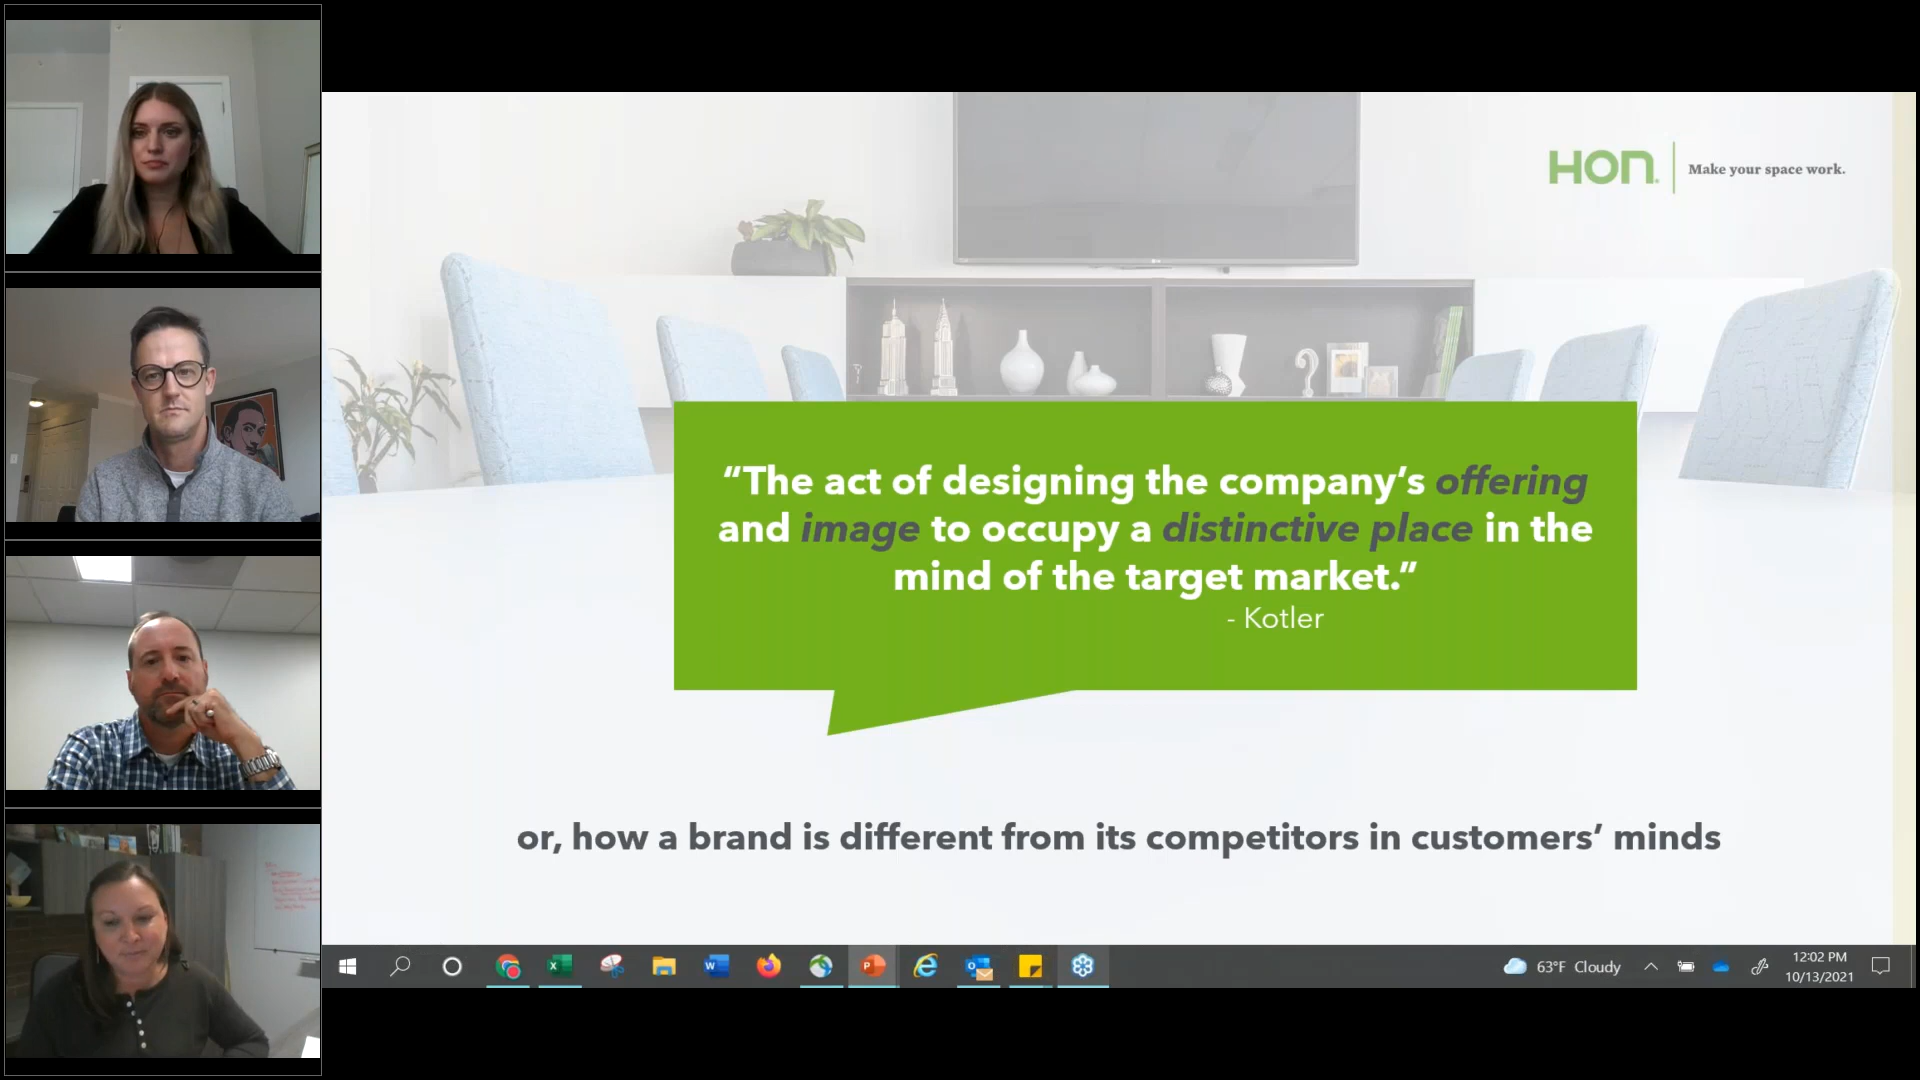 HON
Make your space work.
“The act of designing the company’s offering
and image to occupy a distinctive place in the
mind of the target market.”
- Kotler
or, how a brand is different from its competitors in customers’ minds
63°F Cloudy
12:02 PM
10/13/2021